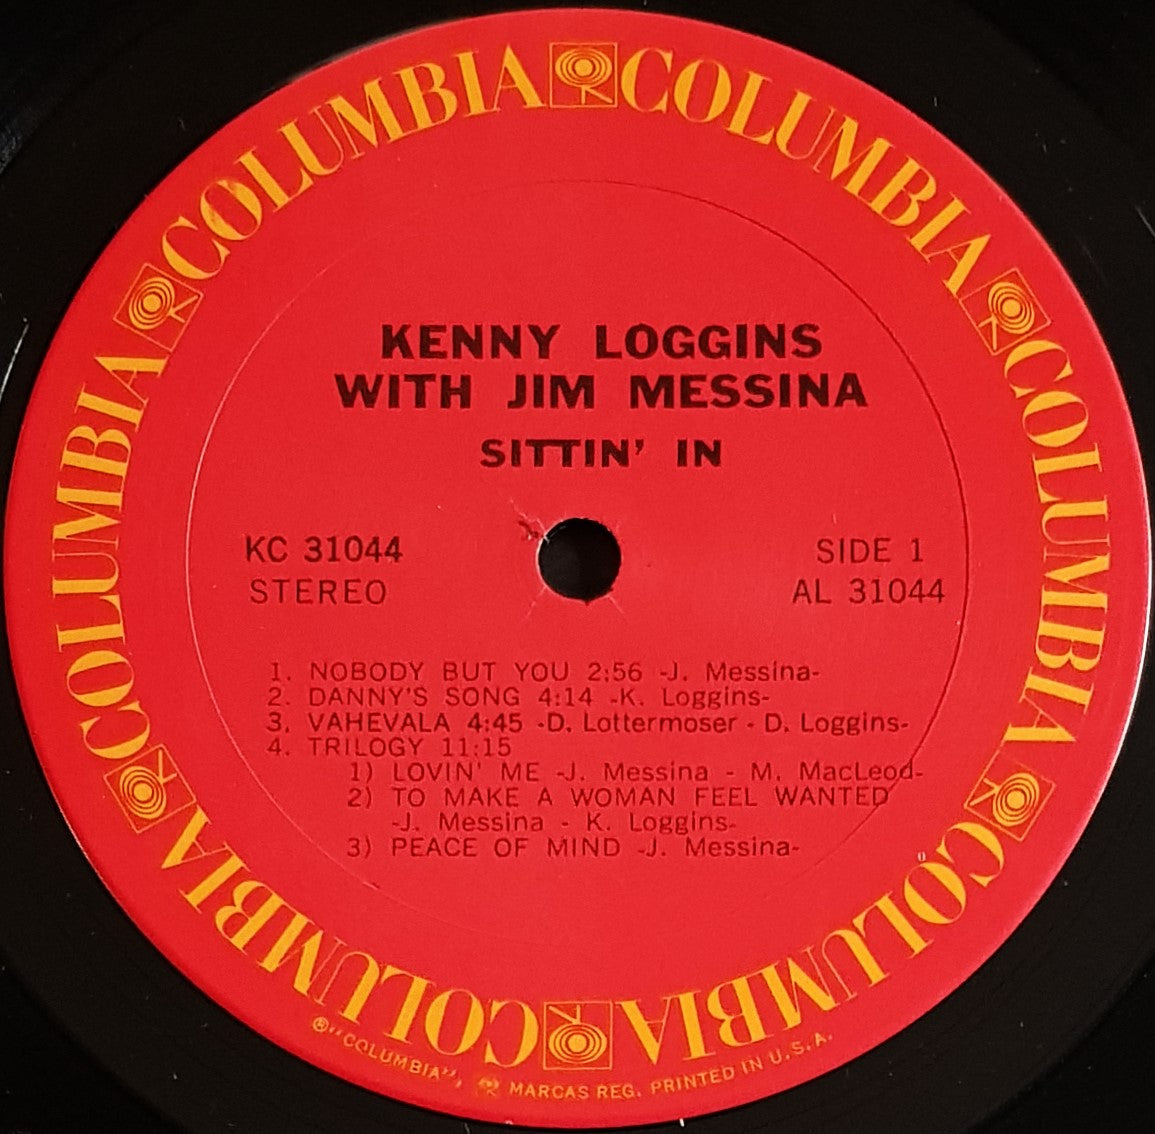 COLUMBIA COLUMBIA COLUMBIA COLUMBIA COLUMBIA COLUMBIA
KENNY LOGGINS
WITH JIM MESSINA
SITTIN' IN
KC 31044
STEREO
SIDE 1
AL 31044
1. NOBODY BUT YOU 2:56 -J. Messina-
2. DANNY'S SONG 4:14 -K. Loggins-
3. VAHEVALA 4:45 -D. Lottermoser - D. Loggins-
4. TRILOGY 11:15
1) LOVIN' ME -J. Messina - M. MacLeod-
2) TO MAKE A WOMAN FEEL WANTED
-J. Messina - K. Loggins-
3) PEACE OF MIND -J. Messina-
® "COLUMBIA", MARCAS REG. PRINTED IN U.S.A.